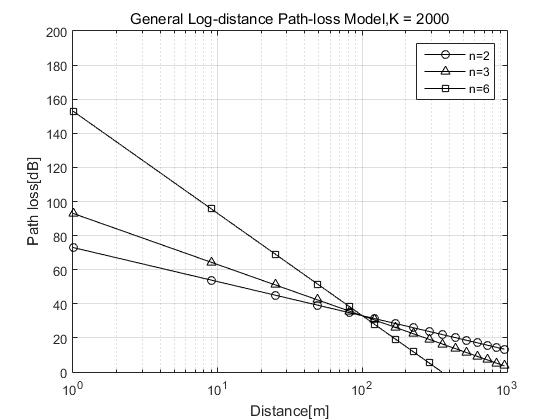 General Log-distance Path-loss Model,K = 2000
200
180
160
140
120
100
80
60
40
20
0
Path loss[dB]
n=2
n=3
n=6
10^0
10^1
10^2
10^3
Distance[m]